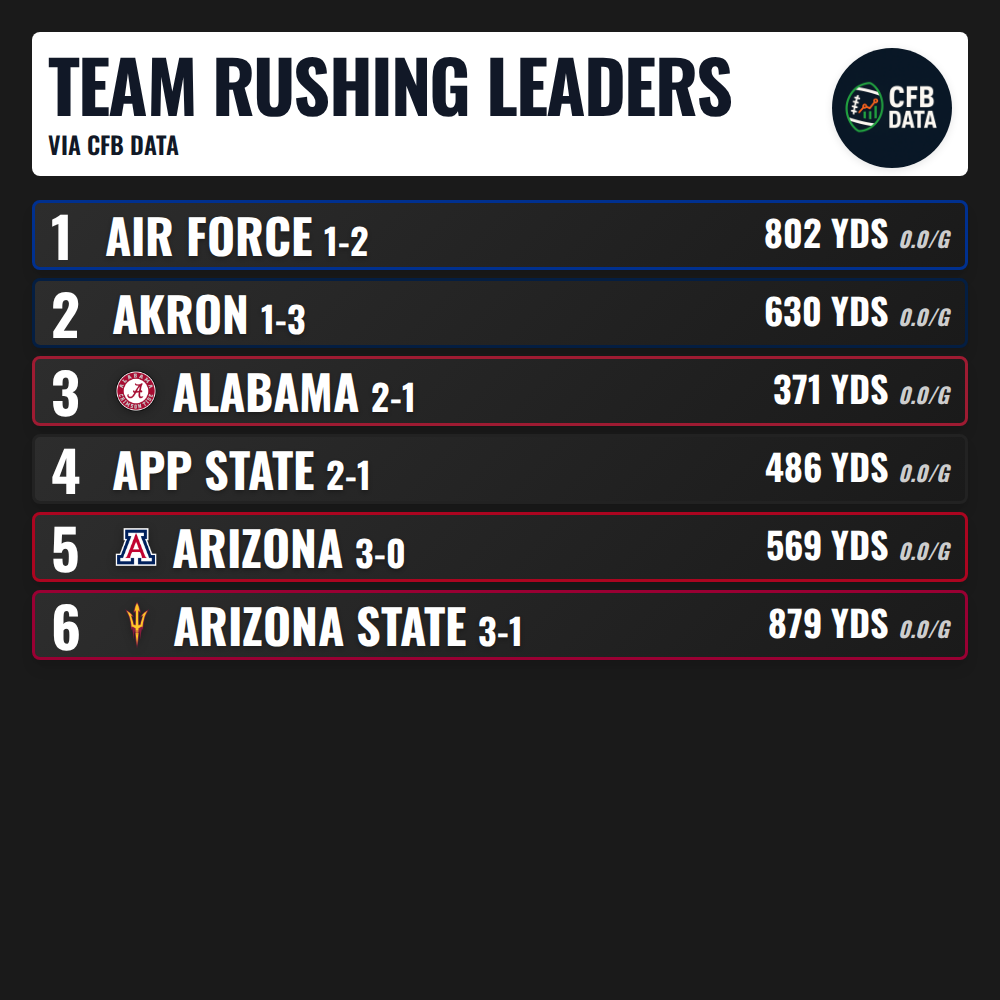 TEAM RUSHING LEADERS
VIA CFB DATA
CFB
DATA
1 AIR FORCE 1-2 802 YDS 0.0/G
2 AKRON 1-3 630 YDS 0.0/G
3 ALABAMA 2-1 371 YDS 0.0/G
4 APP STATE 2-1 486 YDS 0.0/G
5 A ARIZONA 3-0 569 YDS 0.0/G
6 ARIZONA STATE 3-1 879 YDS 0.0/G